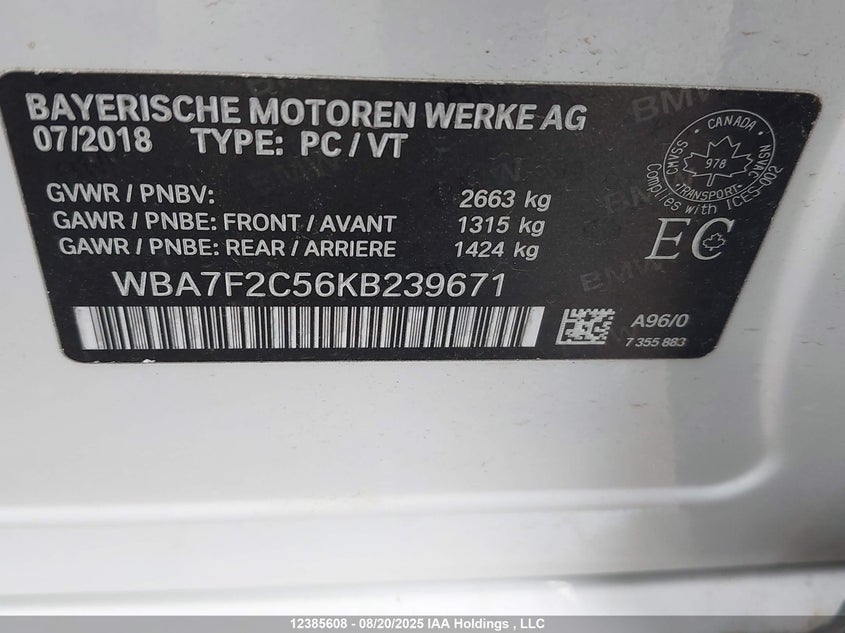 BAYERISCHE MOTOREN WERKE AG
07/2018 TYPE: PC / VT
GVWR / PNBV: 2663 kg
GAWR / PNBE: FRONT / AVANT 1315 kg
GAWR / PNBE: REAR / ARRIERE 1424 kg
WBA7F2C56KB239671
CANADA
CMVSS
NSVAC
978
TRANSPORT
Complies with ICES-002
EC
A96/0
7 355 883
12385608 - 08/20/2025 IAA Holdings , LLC